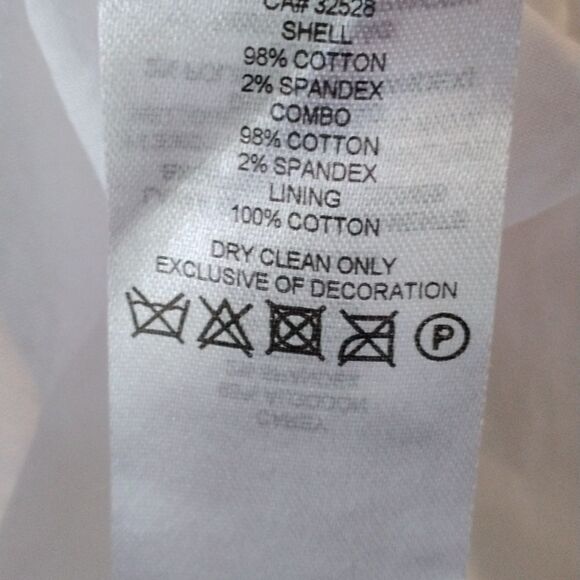 CA# 32528
SHELL
98% COTTON
2% SPANDEX
COMBO
98% COTTON
2% SPANDEX
LINING
100% COTTON
DRY CLEAN ONLY
EXCLUSIVE OF DECORATION
P